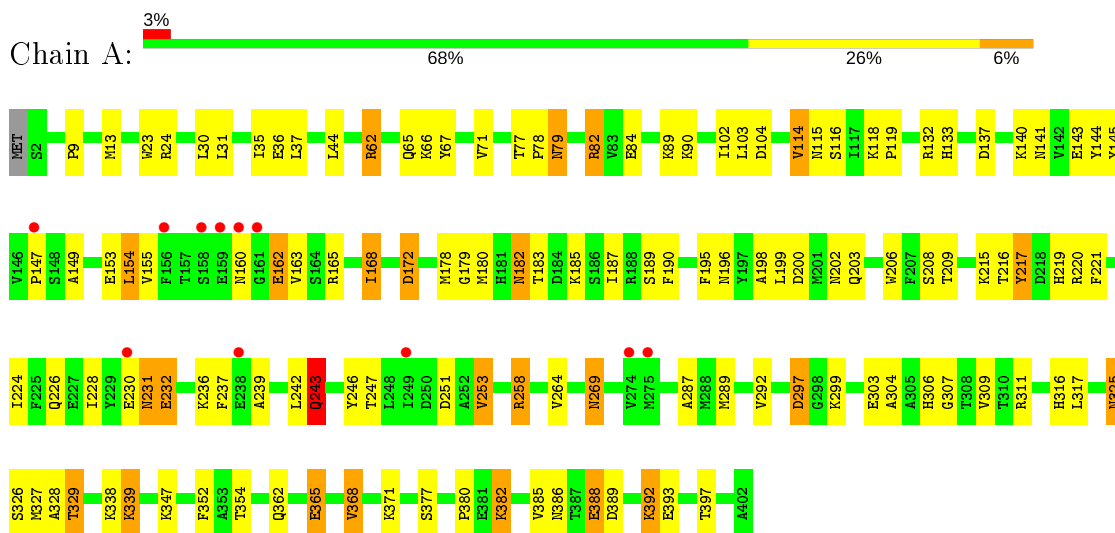 3%
Chain A:
68% 26% 6%
MET S2 P9 M13 W23 R24 L30 L31 I35 E36 L37 L44 R62 Q65 K66 Y67 V71 T77 P78 N79 R82 V83 E84 K89 K90 I102 L103 D104 V114 N115 S116 I117 K118 P119 R132 H133 D137 K140 N141 V142 E143 Y144 Y145
V146 P147 S148 A149 E153 L154 V155 F156 T157 S158 E159 N160 G161 E162 V163 S164 R165 I168 D172 M178 G179 M180 H181 N182 T183 D184 K185 S186 I187 R188 S189 F190 F195 N196 Y197 A198 L199 D200 M201 N202 Q203 W206 F207 S208 T209 K215 T216 Y217 D218 H219 R220 F221
I224 F225 Q226 E227 I228 Y229 E230 N231 E232 K236 F237 E238 A239 L242 Q243 Y246 T247 L248 I249 D250 D251 A252 V253 R258 V264 N269 V274 M275 A287 M288 M289 V292 D297 G298 K299 E303 A304 A305 H306 G307 T308 V309 T310 R311 H316 L317 N325
S326 M327 A328 T329 K338 K339 K347 F352 A353 T354 Q362 E365 V368 K371 S377 P380 E381 K382 V385 N386 T387 E388 D389 K392 E393 T397 A402